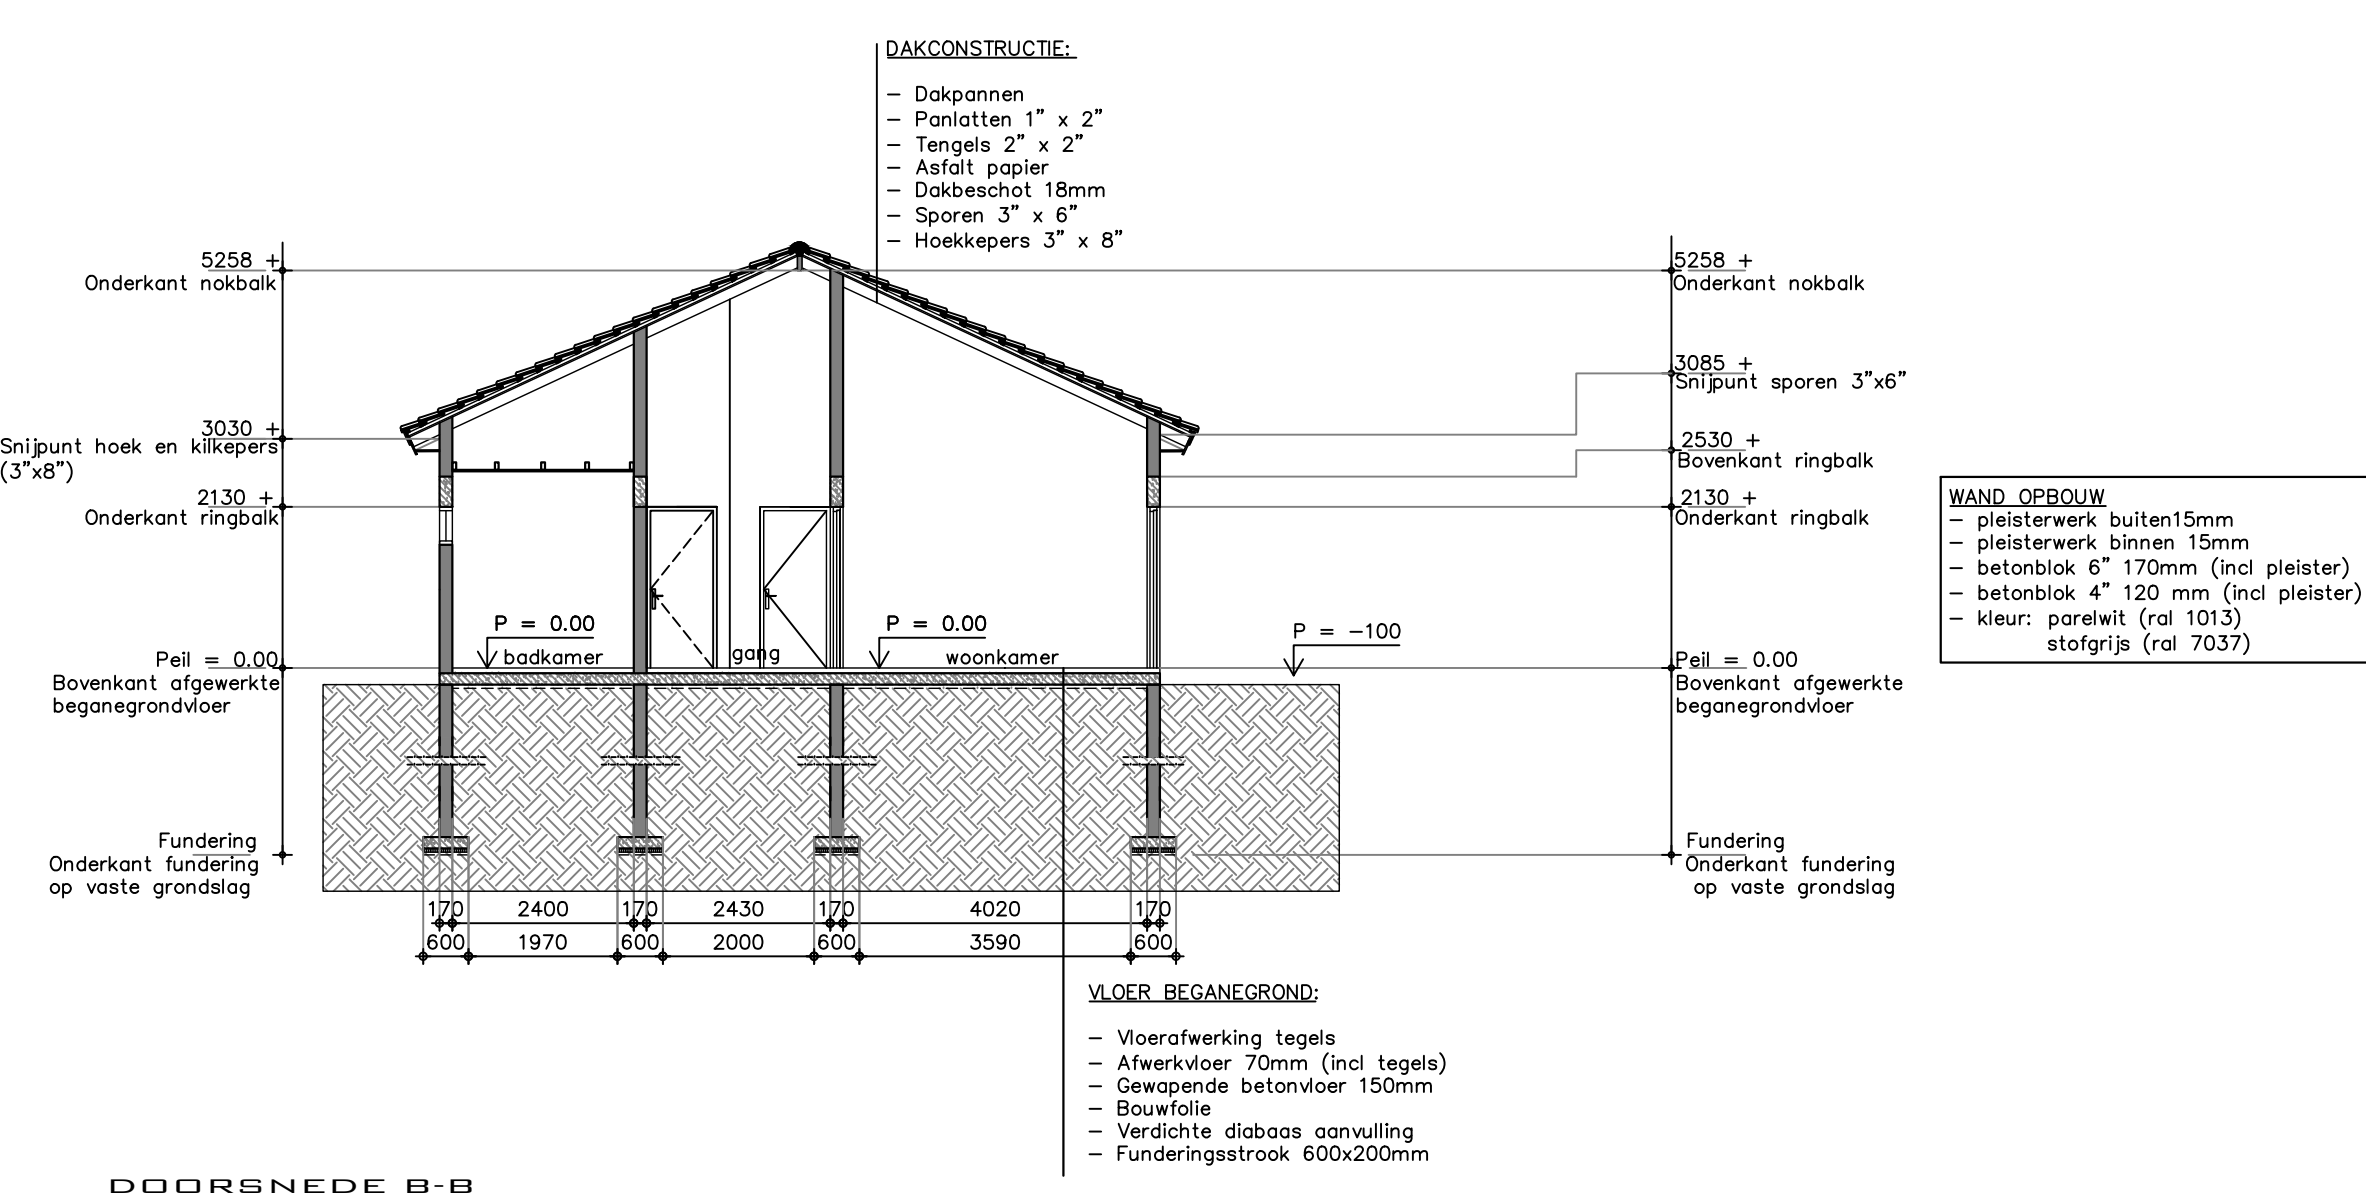 DAKCONSTRUCTIE:
– Dakpannen
– Panlatten 1” x 2”
– Tengels 2” x 2”
– Asfalt papier
– Dakbeschot 18mm
– Sporen 3” x 6”
– Hoekkepers 3” x 8”
5258 +
Onderkant nokbalk
3030 +
Snijpunt hoek en kilkepers
(3”x8”)
2130 +
Onderkant ringbalk
Peil = 0.00
Bovenkant afgewerkte
beganegrondvloer
Fundering
Onderkant fundering
op vaste grondslag
P = 0.00
badkamer
gang
P = 0.00
woonkamer
P = –100
5258 +
Onderkant nokbalk
3085 +
Snijpunt sporen 3”x6”
2530 +
Bovenkant ringbalk
2130 +
Onderkant ringbalk
Peil = 0.00
Bovenkant afgewerkte
beganegrondvloer
Fundering
Onderkant fundering
op vaste grondslag
WAND OPBOUW
– pleisterwerk buiten15mm
– pleisterwerk binnen 15mm
– betonblok 6” 170mm (incl pleister)
– betonblok 4” 120 mm (incl pleister)
– kleur: parelwit (ral 1013)
stofgrijs (ral 7037)
170 2400 170 2430 170 4020 170
600 1970 600 2000 600 3590 600
VLOER BEGANEGROND:
– Vloerafwerking tegels
– Afwerkvloer 70mm (incl tegels)
– Gewapende betonvloer 150mm
– Bouwfolie
– Verdichte diabaas aanvulling
– Funderingsstrook 600x200mm
DOORSNEDE B-B